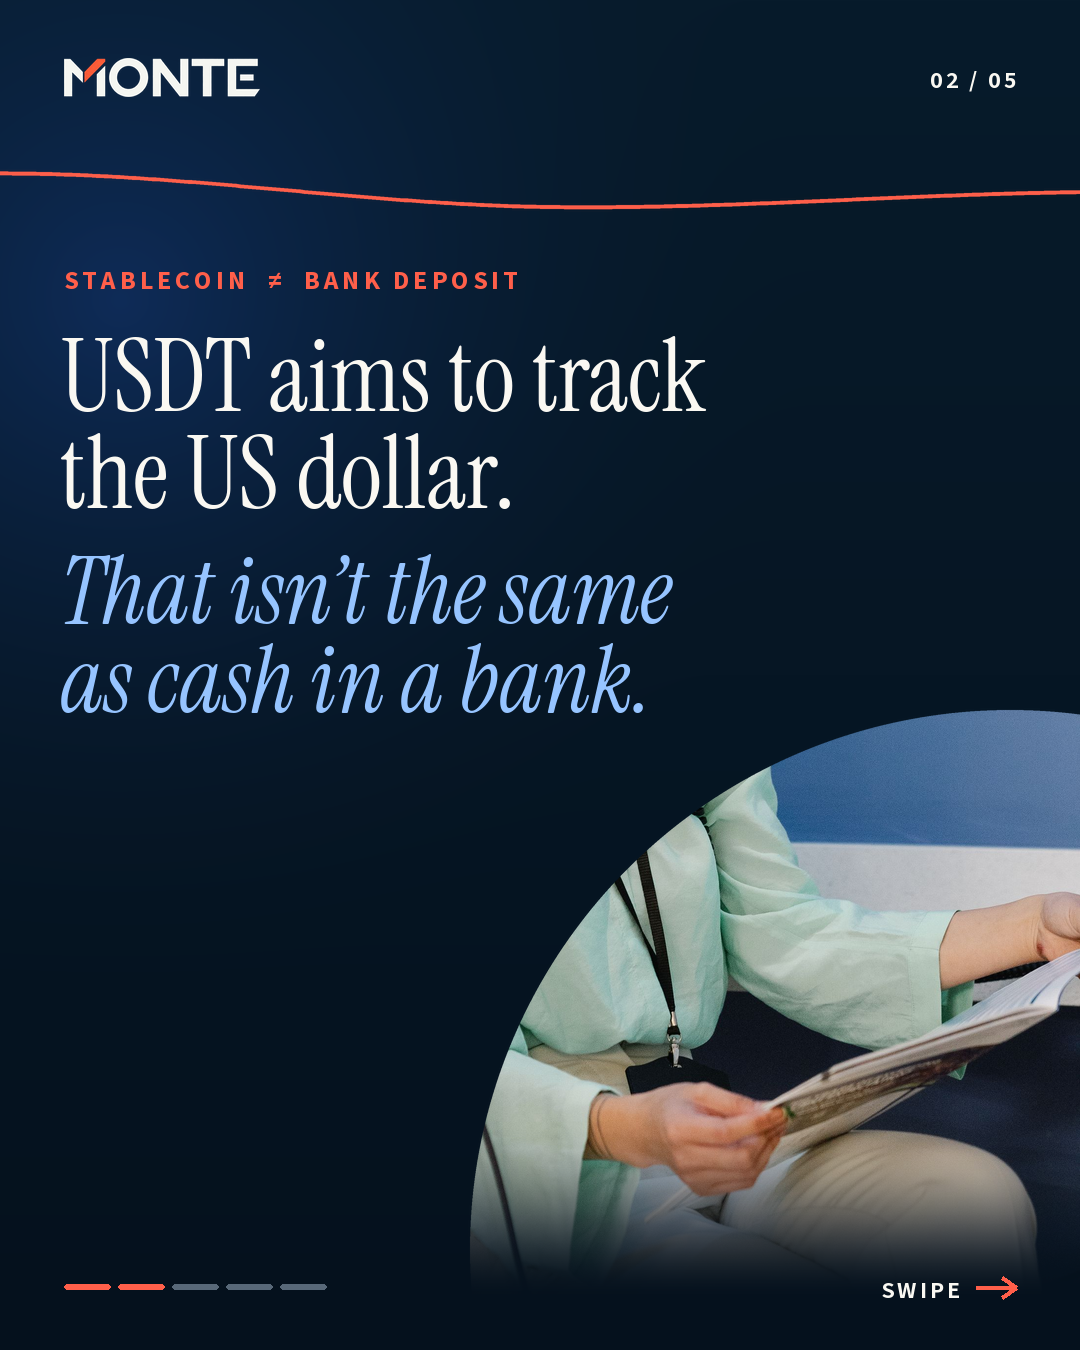 MONTE
02 / 05
STABLECOIN ≠ BANK DEPOSIT
USDT aims to track
the US dollar.
That isn’t the same
as cash in a bank.
SWIPE